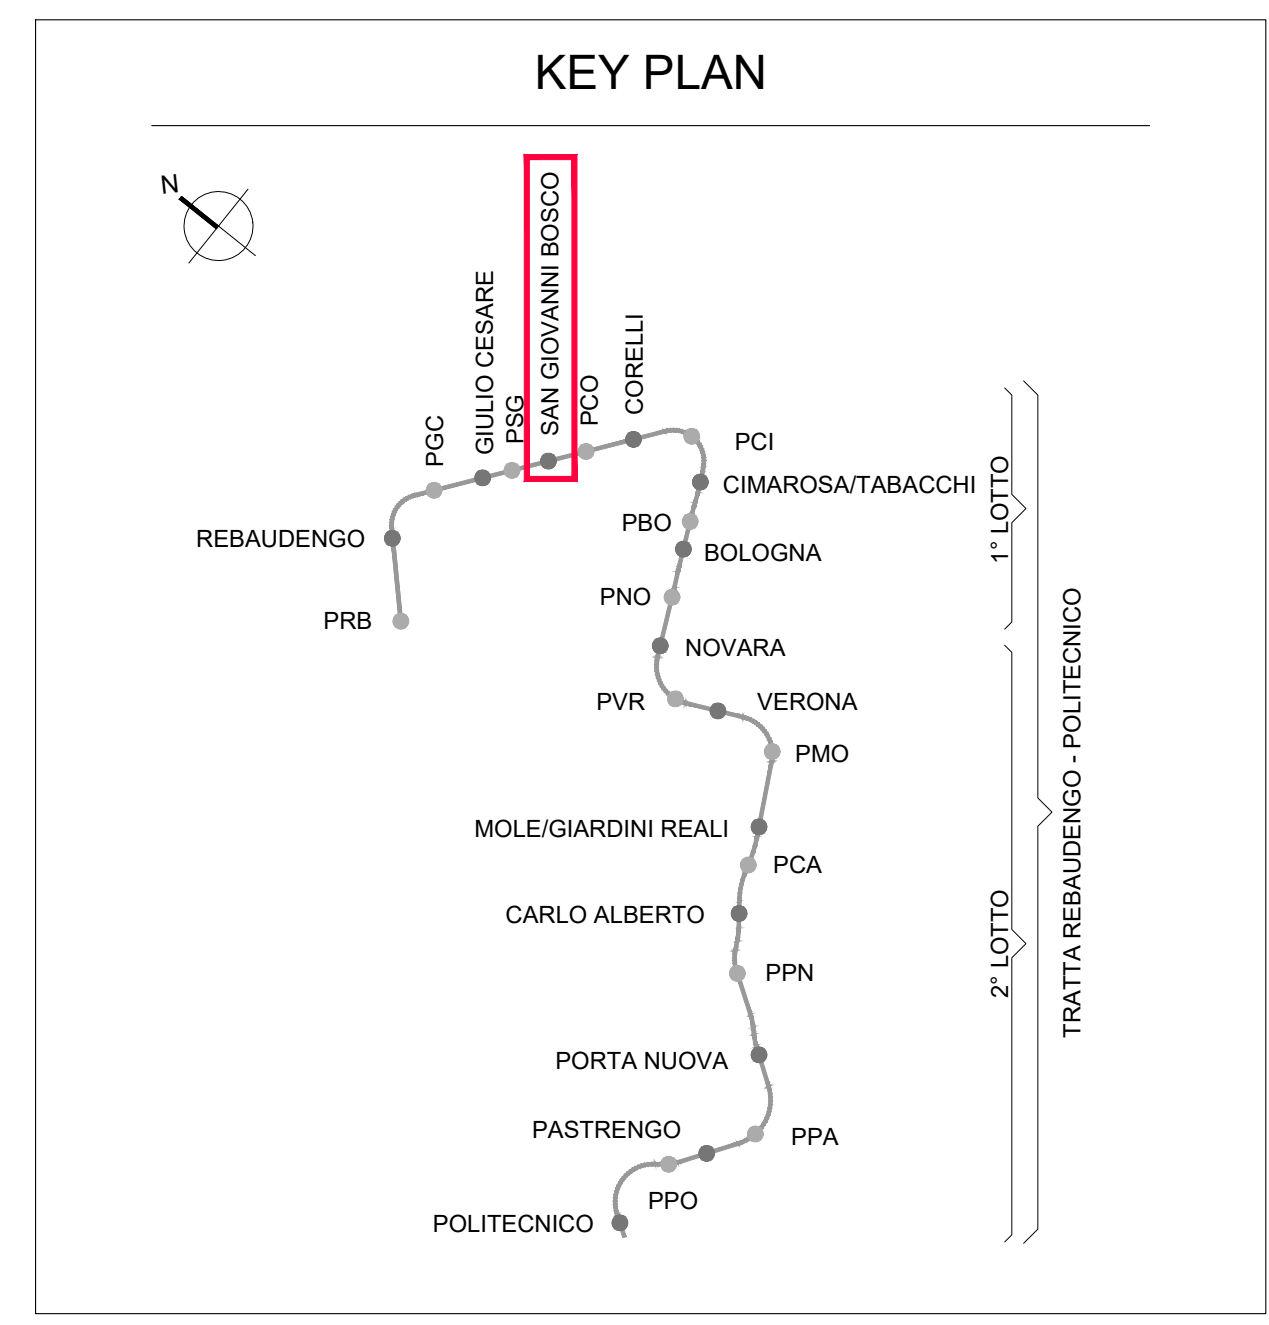 KEY PLAN
N
SAN GIOVANNI BOSCO
GIULIO CESARE
CORELLI
PCO
PSG
PGC
PCI
CIMAROSA/TABACCHI
PBO
REBAUDENGO
BOLOGNA
PNO
PRB
NOVARA
PVR
VERONA
PMO
MOLE/GIARDINI REALI
PCA
CARLO ALBERTO
PPN
PORTA NUOVA
PASTRENGO
PPA
PPO
POLITECNICO
1° LOTTO
2° LOTTO
TRATTA REBAUDENGO - POLITECNICO